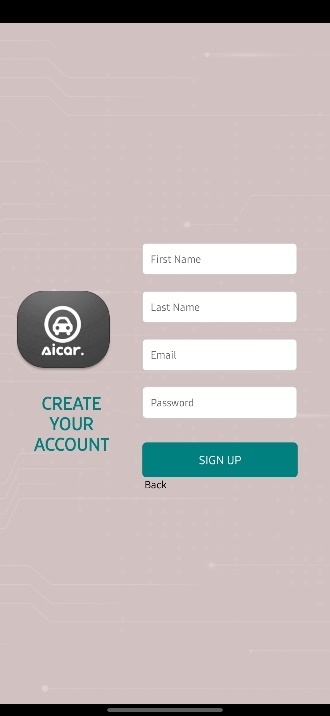 First Name
Last Name
Aicar.
Email
CREATE
YOUR
ACCOUNT
Password
SIGN UP
Back